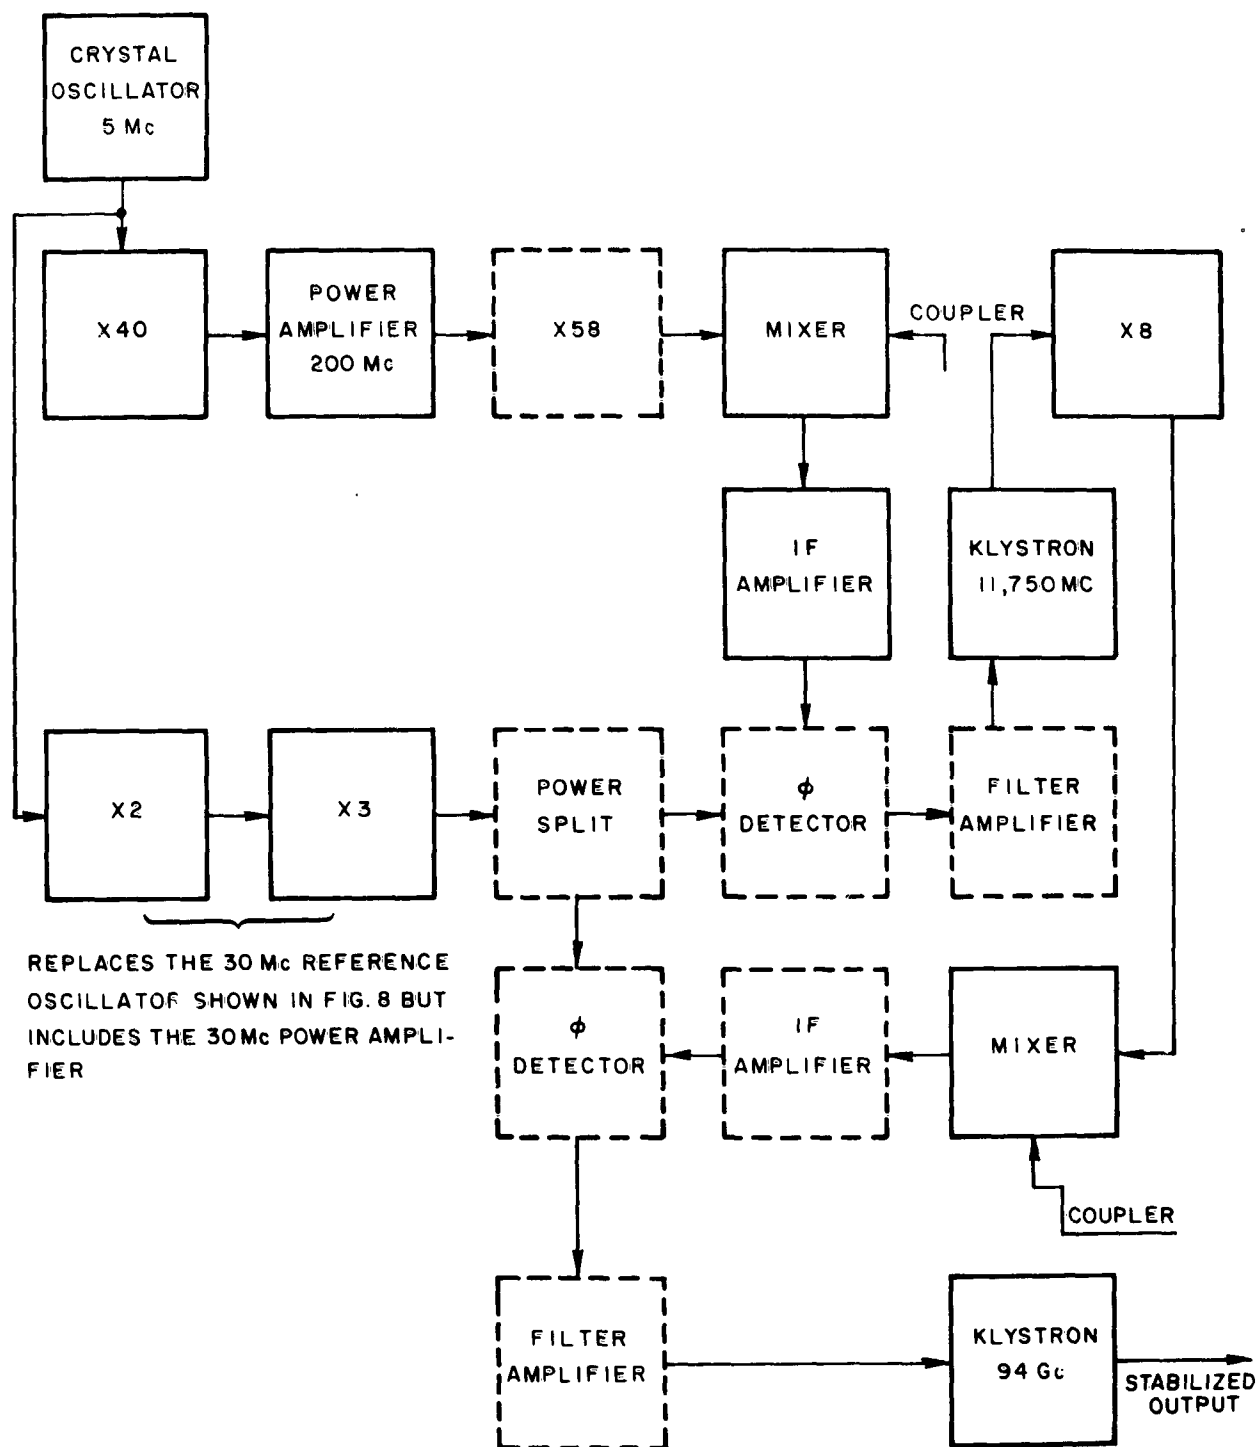 CRYSTAL
OSCILLATOR
5 Mc
X40
POWER
AMPLIFIER
200 Mc
X58
MIXER
COUPLER
X8
IF
AMPLIFIER
KLYSTRON
11,750 MC
X2
X3
POWER
SPLIT
ϕ
DETECTOR
FILTER
AMPLIFIER
REPLACES THE 30 Mc REFERENCE
OSCILLATOR SHOWN IN FIG. 8 BUT
INCLUDES THE 30 Mc POWER AMPLI-
FIER
ϕ
DETECTOR
IF
AMPLIFIER
MIXER
COUPLER
FILTER
AMPLIFIER
KLYSTRON
94 Gc
STABILIZED
OUTPUT